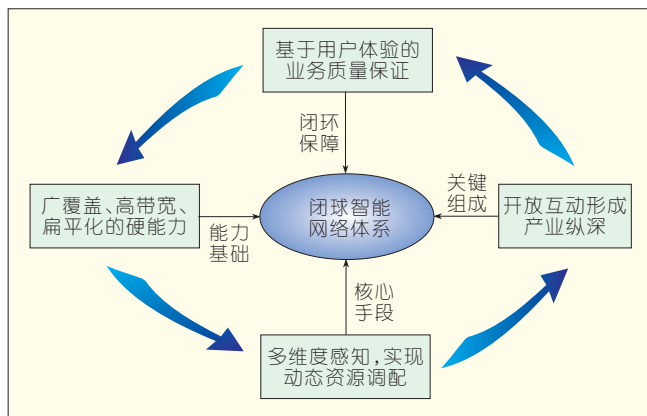 基于用户体验的
业务质量保证
闭环
保障
广覆盖、高带宽、
扁平化的硬能力
能力
基础
闭球智能
网络体系
关键
组成
开放互动形成
产业纵深
核心
手段
多维度感知,实现
动态资源调配